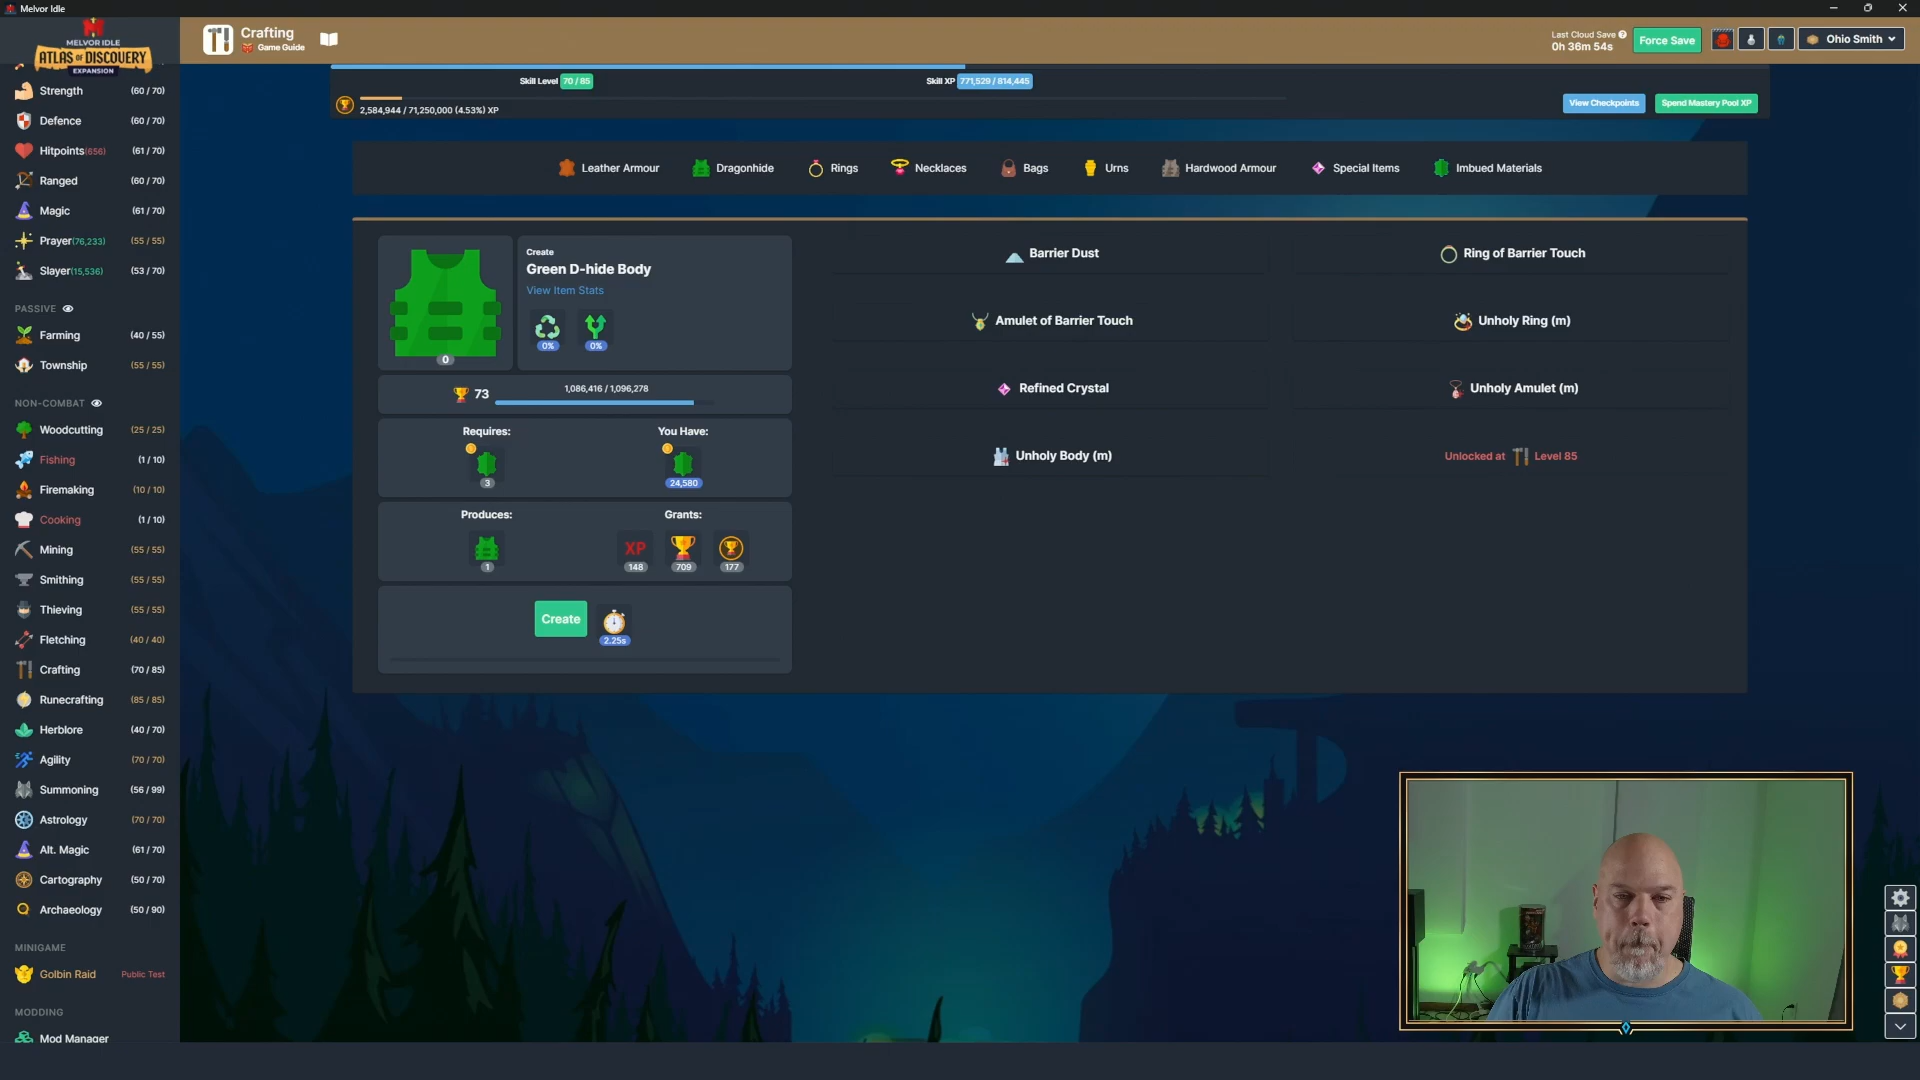 Melvor Idle
MELVOR IDLE
ATLAS OF DISCOVERY
EXPANSION
Crafting
Game Guide
Last Cloud Save
0h 36m 54s
Force Save
Ohio Smith
Skill Level 70 / 85
Skill XP 771,529 / 814,445
2,584,944 / 71,250,000 (4.53%) XP
View Checkpoints
Spend Mastery Pool XP
Strength (60 / 70)
Defence (60 / 70)
Hitpoints(656) (61 / 70)
Ranged (60 / 70)
Magic (61 / 70)
Prayer(76,233) (55 / 55)
Slayer(15,536) (53 / 70)
PASSIVE
Farming (40 / 55)
Township (55 / 55)
NON-COMBAT
Woodcutting (25 / 25)
Fishing (1 / 10)
Firemaking (10 / 10)
Cooking (1 / 10)
Mining (55 / 55)
Smithing (55 / 55)
Thieving (55 / 55)
Fletching (40 / 40)
Crafting (70 / 85)
Runecrafting (85 / 85)
Herblore (40 / 70)
Agility (70 / 70)
Summoning (56 / 99)
Astrology (70 / 70)
Alt. Magic (61 / 70)
Cartography (50 / 70)
Archaeology (50 / 90)
MINIGAME
Golbin Raid Public Test
MODDING
Mod Manager
Leather Armour
Dragonhide
Rings
Necklaces
Bags
Urns
Hardwood Armour
Special Items
Imbued Materials
0
Create
Green D-hide Body
View Item Stats
0%
0%
73
1,086,416 / 1,096,278
Requires:
You Have:
3
24,580
Produces:
Grants:
XP
1
148
709
177
Create
2.25s
Barrier Dust
Ring of Barrier Touch
Amulet of Barrier Touch
Unholy Ring (m)
Refined Crystal
Unholy Amulet (m)
Unholy Body (m)
Unlocked at Level 85